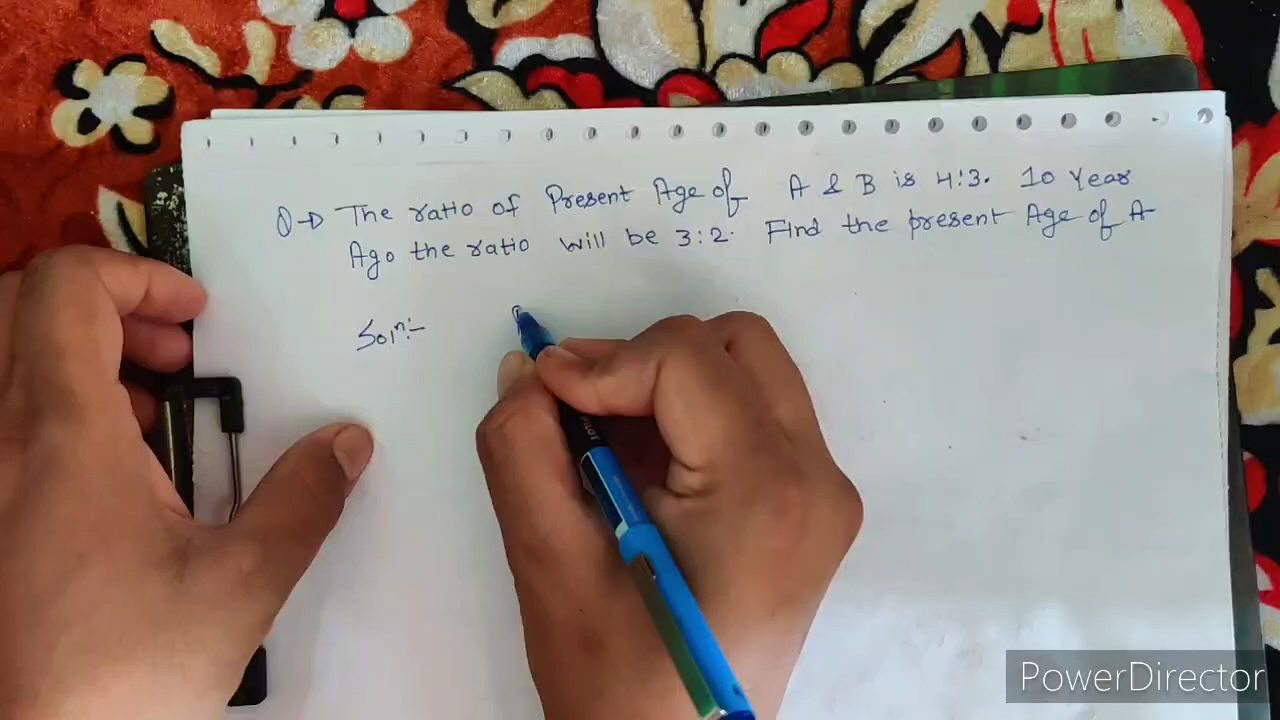 Q→ The ratio of Present Age of A & B is 4:3. 10 Year
Ago the ratio will be 3:2. Find the present Age of A
Solⁿ:-
PILOT
PowerDirector